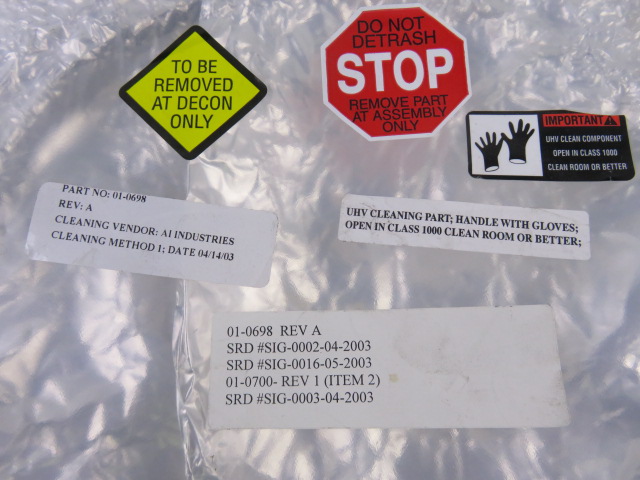 TO BE
REMOVED
AT DECON
ONLY
DO NOT
DETRASH
STOP
REMOVE PART
AT ASSEMBLY
ONLY
IMPORTANT
UHV CLEAN COMPONENT
OPEN IN CLASS 1000
CLEAN ROOM OR BETTER
PART NO: 01-0698
REV: A
CLEANING VENDOR: AI INDUSTRIES
CLEANING METHOD 1; DATE 04/14/03
UHV CLEANING PART; HANDLE WITH GLOVES;
OPEN IN CLASS 1000 CLEAN ROOM OR BETTER;
01-0698 REV A
SRD #SIG-0002-04-2003
SRD #SIG-0016-05-2003
01-0700- REV 1 (ITEM 2)
SRD #SIG-0003-04-2003